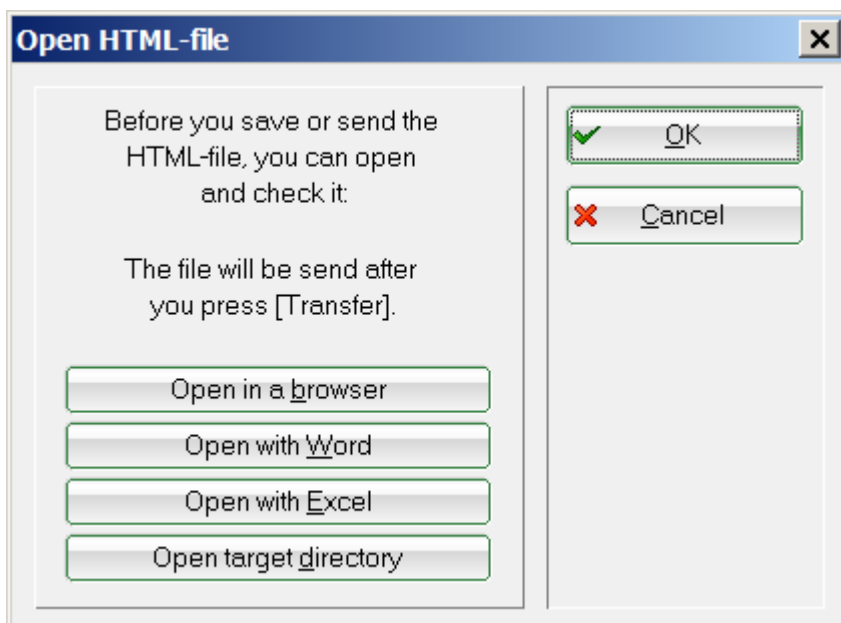 Open HTML-file
Before you save or send the
HTML-file, you can open
and check it:
The file will be send after
you press [Transfer].
Open in a browser
Open with Word
Open with Excel
Open target directory
OK
Cancel